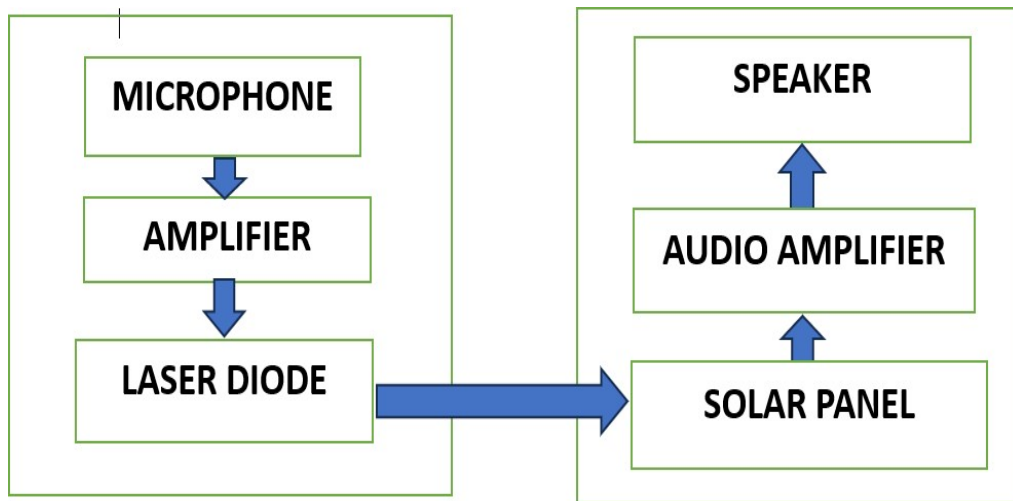 MICROPHONE
AMPLIFIER
LASER DIODE
SPEAKER
AUDIO AMPLIFIER
SOLAR PANEL